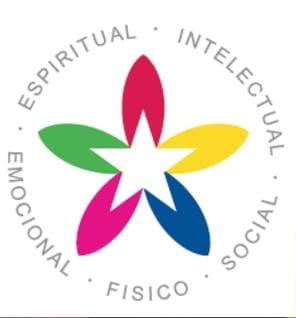 ESPIRITUAL · INTELECTUAL · SOCIAL · FISICO · EMOCIONAL ·